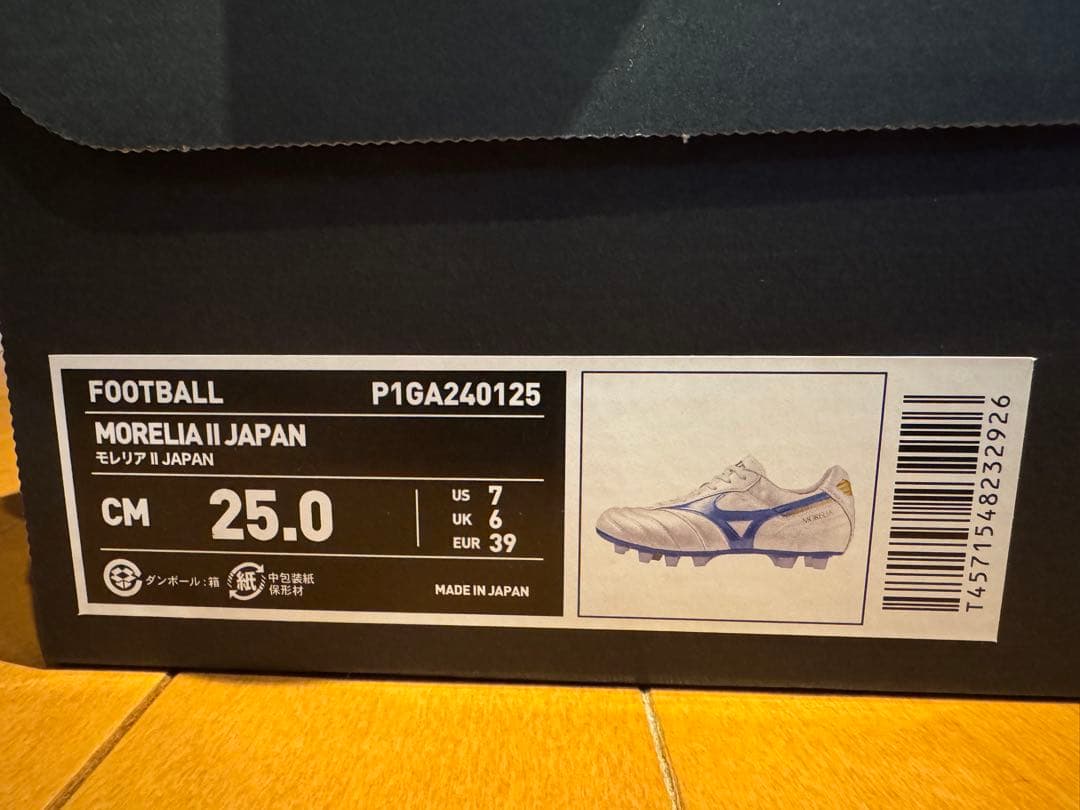 FOOTBALL P1GA240125
MORELIA II JAPAN
モレリア II JAPAN
CM 25.0
US 7
UK 6
EUR 39
ダンボール : 箱
紙 中包装紙
保形材
MADE IN JAPAN
MORELIA
T4571548232926